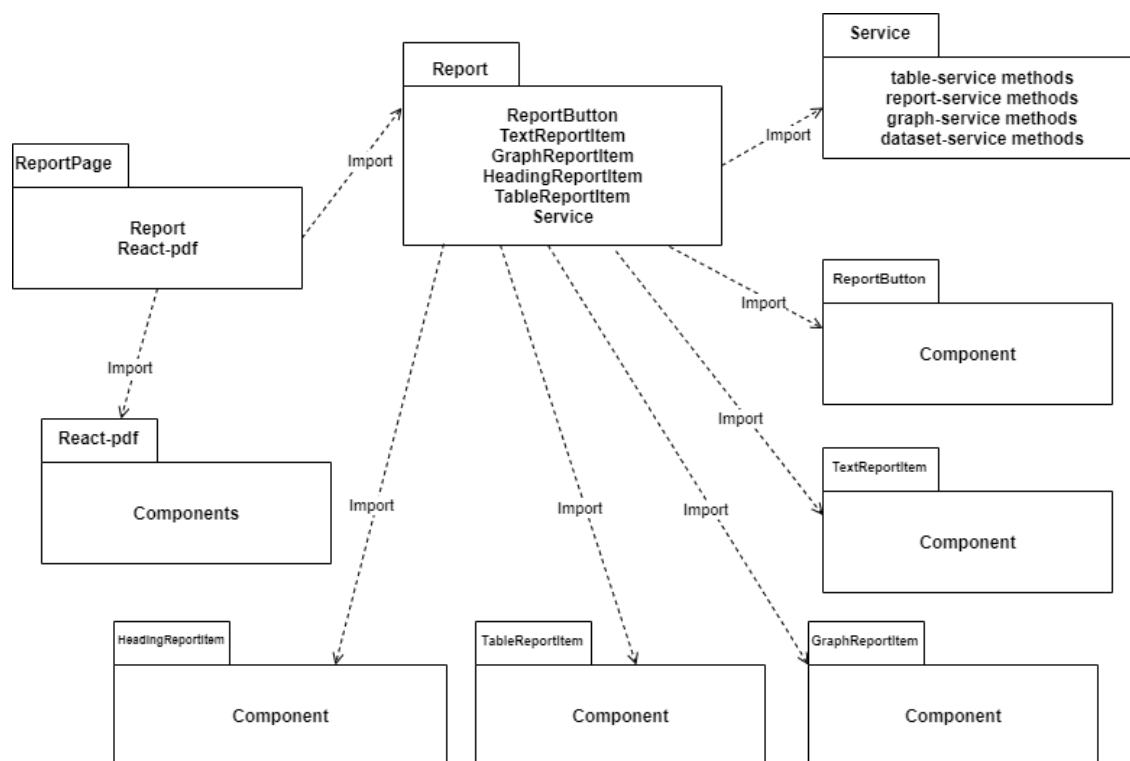 Service
table-service methods
report-service methods
graph-service methods
dataset-service methods
Report
ReportButton
TextReportItem
GraphReportItem
HeadingReportItem
TableReportItem
Service
Import
Import
ReportPage
Report
React-pdf
ReportButton
Component
Import
Import
React-pdf
Components
Import
TextReportItem
Component
Import
Import
Import
HeadingReportItem
Component
TableReportItem
Component
GraphReportItem
Component